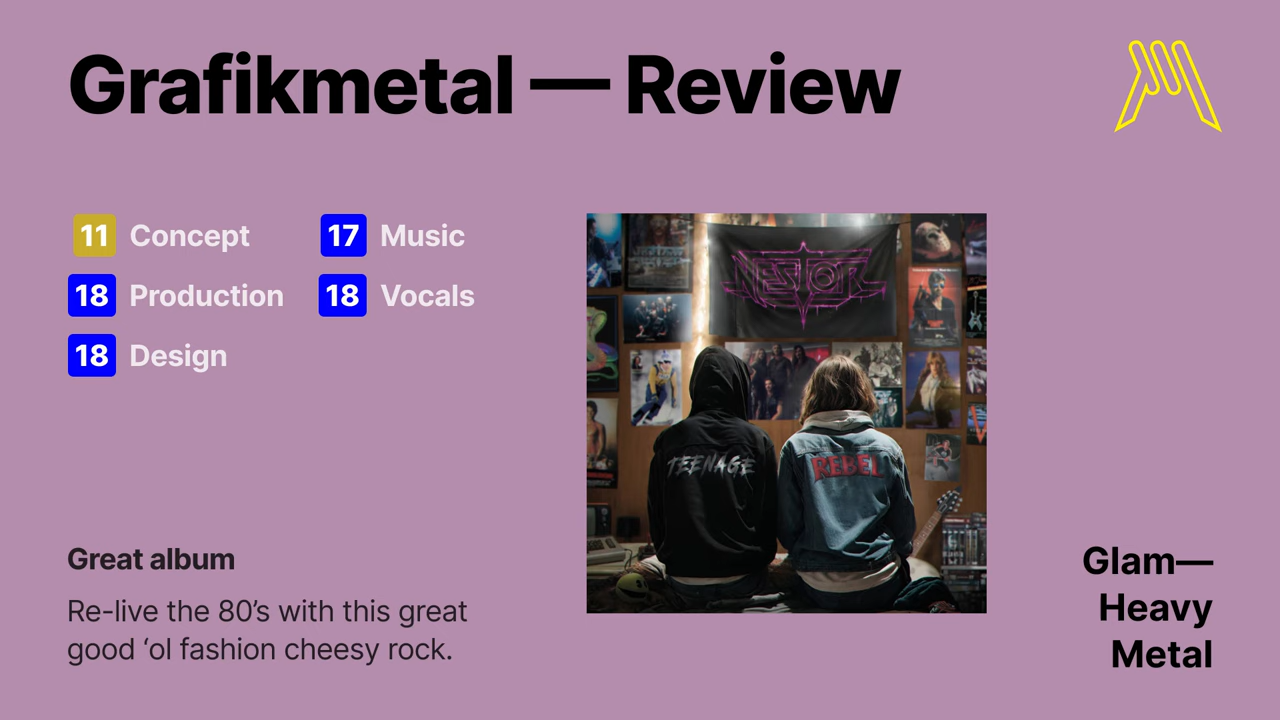 Grafikmetal — Review
11 Concept
17 Music
18 Production
18 Vocals
18 Design
NESTOR
TEENAGE
REBEL
Great album
Re-live the 80’s with this great
good ‘ol fashion cheesy rock.
Glam—
Heavy
Metal